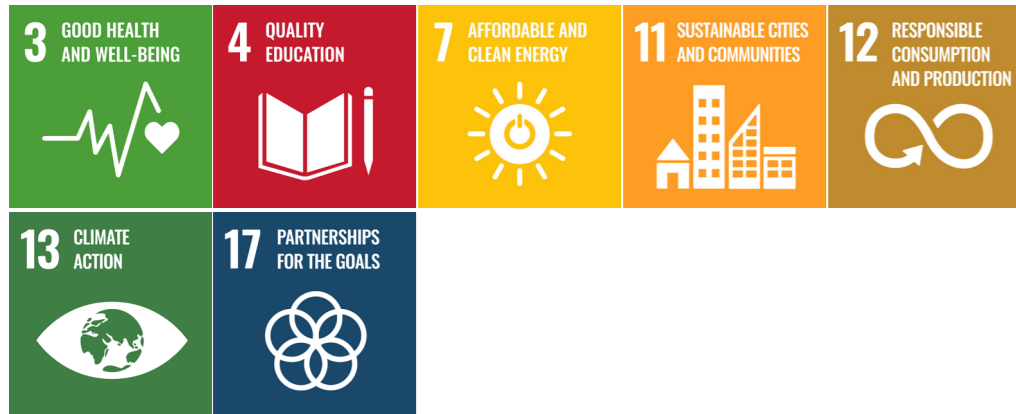 3 GOOD HEALTH
AND WELL-BEING
4 QUALITY
EDUCATION
7 AFFORDABLE AND
CLEAN ENERGY
11 SUSTAINABLE CITIES
AND COMMUNITIES
12 RESPONSIBLE
CONSUMPTION
AND PRODUCTION
13 CLIMATE
ACTION
17 PARTNERSHIPS
FOR THE GOALS